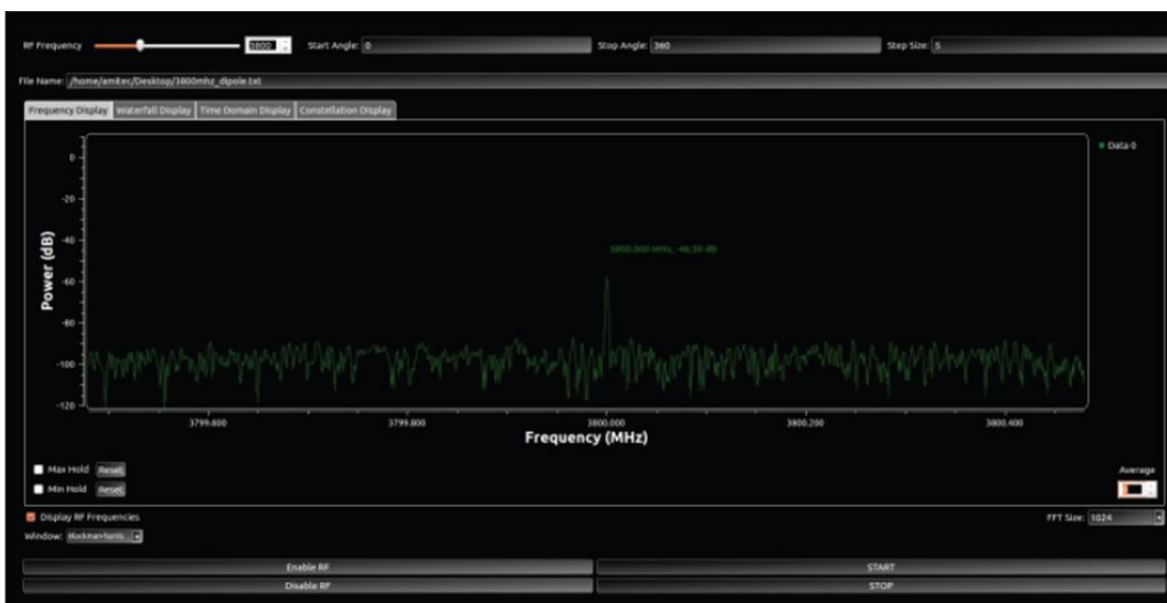 RF Frequency 3800 Start Angle: 0 Stop Angle: 360 Step Size: 5
File Name: /home/amitec/Desktop/3800mhz_dipole.txt
Frequency Display Waterfall Display Time Domain Display Constellation Display
Data 0
0
-20
-40
-60
-80
-100
-120
Power (dB)
3799.600 3799.800 3800.000 3800.200 3800.400
Frequency (MHz)
Max Hold Reset
Min Hold Reset
Average
Display RF Frequencies
FFT Size: 1024
Window: Blackman-harris
Enable RF START
Disable RF STOP